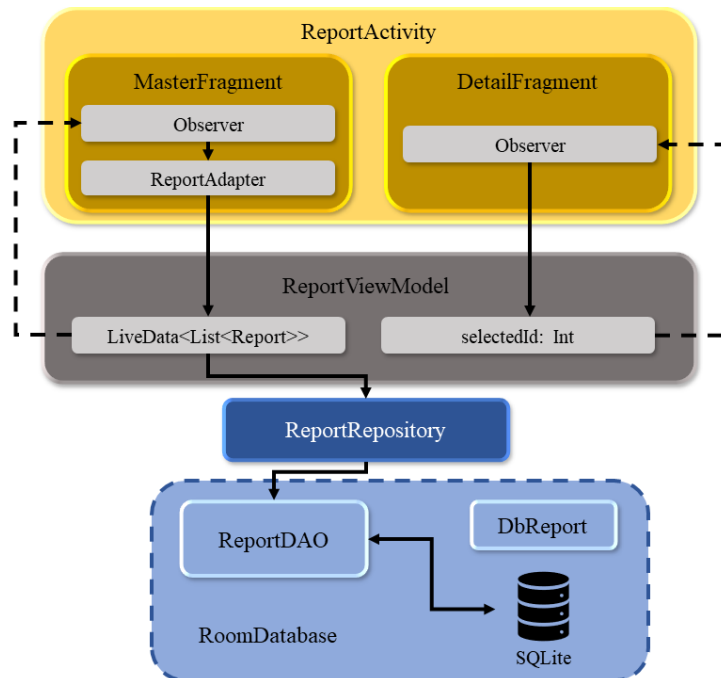 ReportActivity
MasterFragment
Observer
ReportAdapter
DetailFragment
Observer
ReportViewModel
LiveData<List<Report>>
selectedId: Int
ReportRepository
ReportDAO
DbReport
RoomDatabase
SQLite